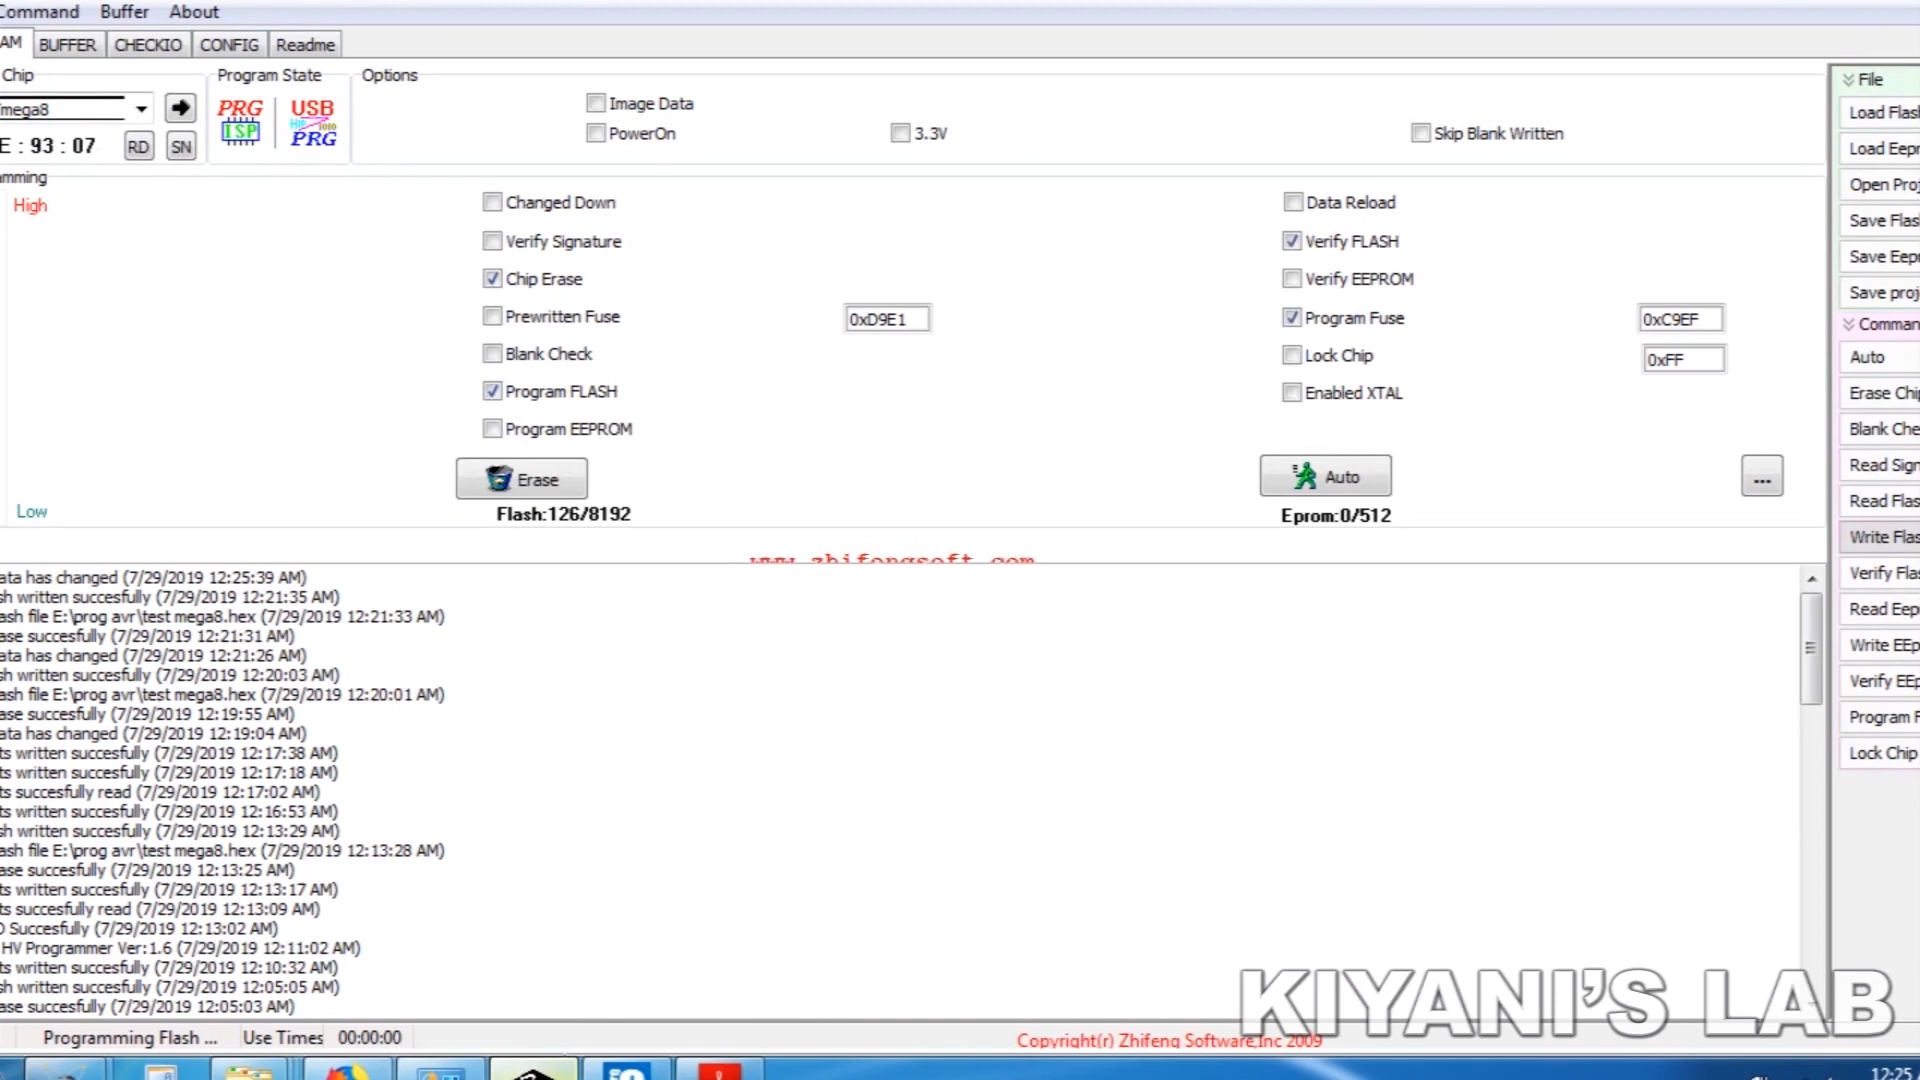 Command Buffer About
AM BUFFER CHECKIO CONFIG Readme
Chip Program State Options File
mega8 PRG ISP USB PRG Image Data Load Flash
PowerOn 3.3V Skip Blank Written
E : 93 : 07 RD SN Load Eepr
amming
High Changed Down Data Reload Open Proj
Verify Signature Verify FLASH Save Flash
Chip Erase Verify EEPROM Save Eepr
Prewritten Fuse 0xD9E1 Program Fuse 0xC9EF Save proj
Comman
Blank Check Lock Chip 0xFF Auto
Program FLASH Enabled XTAL Erase Chip
Program EEPROM Blank Che
Erase Auto ... Read Sign
Low Flash:126/8192 Eprom:0/512 Read Flas
Write Flas
Verify Flas
Read Eepr
Write EEp
Verify EEp
Program F
Lock Chip
www.zhifengsoft.com
ata has changed (7/29/2019 12:25:39 AM)
sh written succesfully (7/29/2019 12:21:35 AM)
ash file E:\prog avr\test mega8.hex (7/29/2019 12:21:33 AM)
ase succesfully (7/29/2019 12:21:31 AM)
ata has changed (7/29/2019 12:21:26 AM)
sh written succesfully (7/29/2019 12:20:03 AM)
ash file E:\prog avr\test mega8.hex (7/29/2019 12:20:01 AM)
ase succesfully (7/29/2019 12:19:55 AM)
ata has changed (7/29/2019 12:19:04 AM)
ts written succesfully (7/29/2019 12:17:38 AM)
ts written succesfully (7/29/2019 12:17:18 AM)
ts succesfully read (7/29/2019 12:17:02 AM)
ts written succesfully (7/29/2019 12:16:53 AM)
sh written succesfully (7/29/2019 12:13:29 AM)
ash file E:\prog avr\test mega8.hex (7/29/2019 12:13:28 AM)
ase succesfully (7/29/2019 12:13:25 AM)
ts written succesfully (7/29/2019 12:13:17 AM)
ts succesfully read (7/29/2019 12:13:09 AM)
D Succesfully (7/29/2019 12:13:02 AM)
HV Programmer Ver:1.6 (7/29/2019 12:11:02 AM)
ts written succesfully (7/29/2019 12:10:32 AM)
sh written succesfully (7/29/2019 12:05:05 AM)
ase succesfully (7/29/2019 12:05:03 AM)
KIYANI'S LAB
Programming Flash ... Use Times 00:00:00 Copyright(r) Zhifeng Software,Inc 2009
12:25